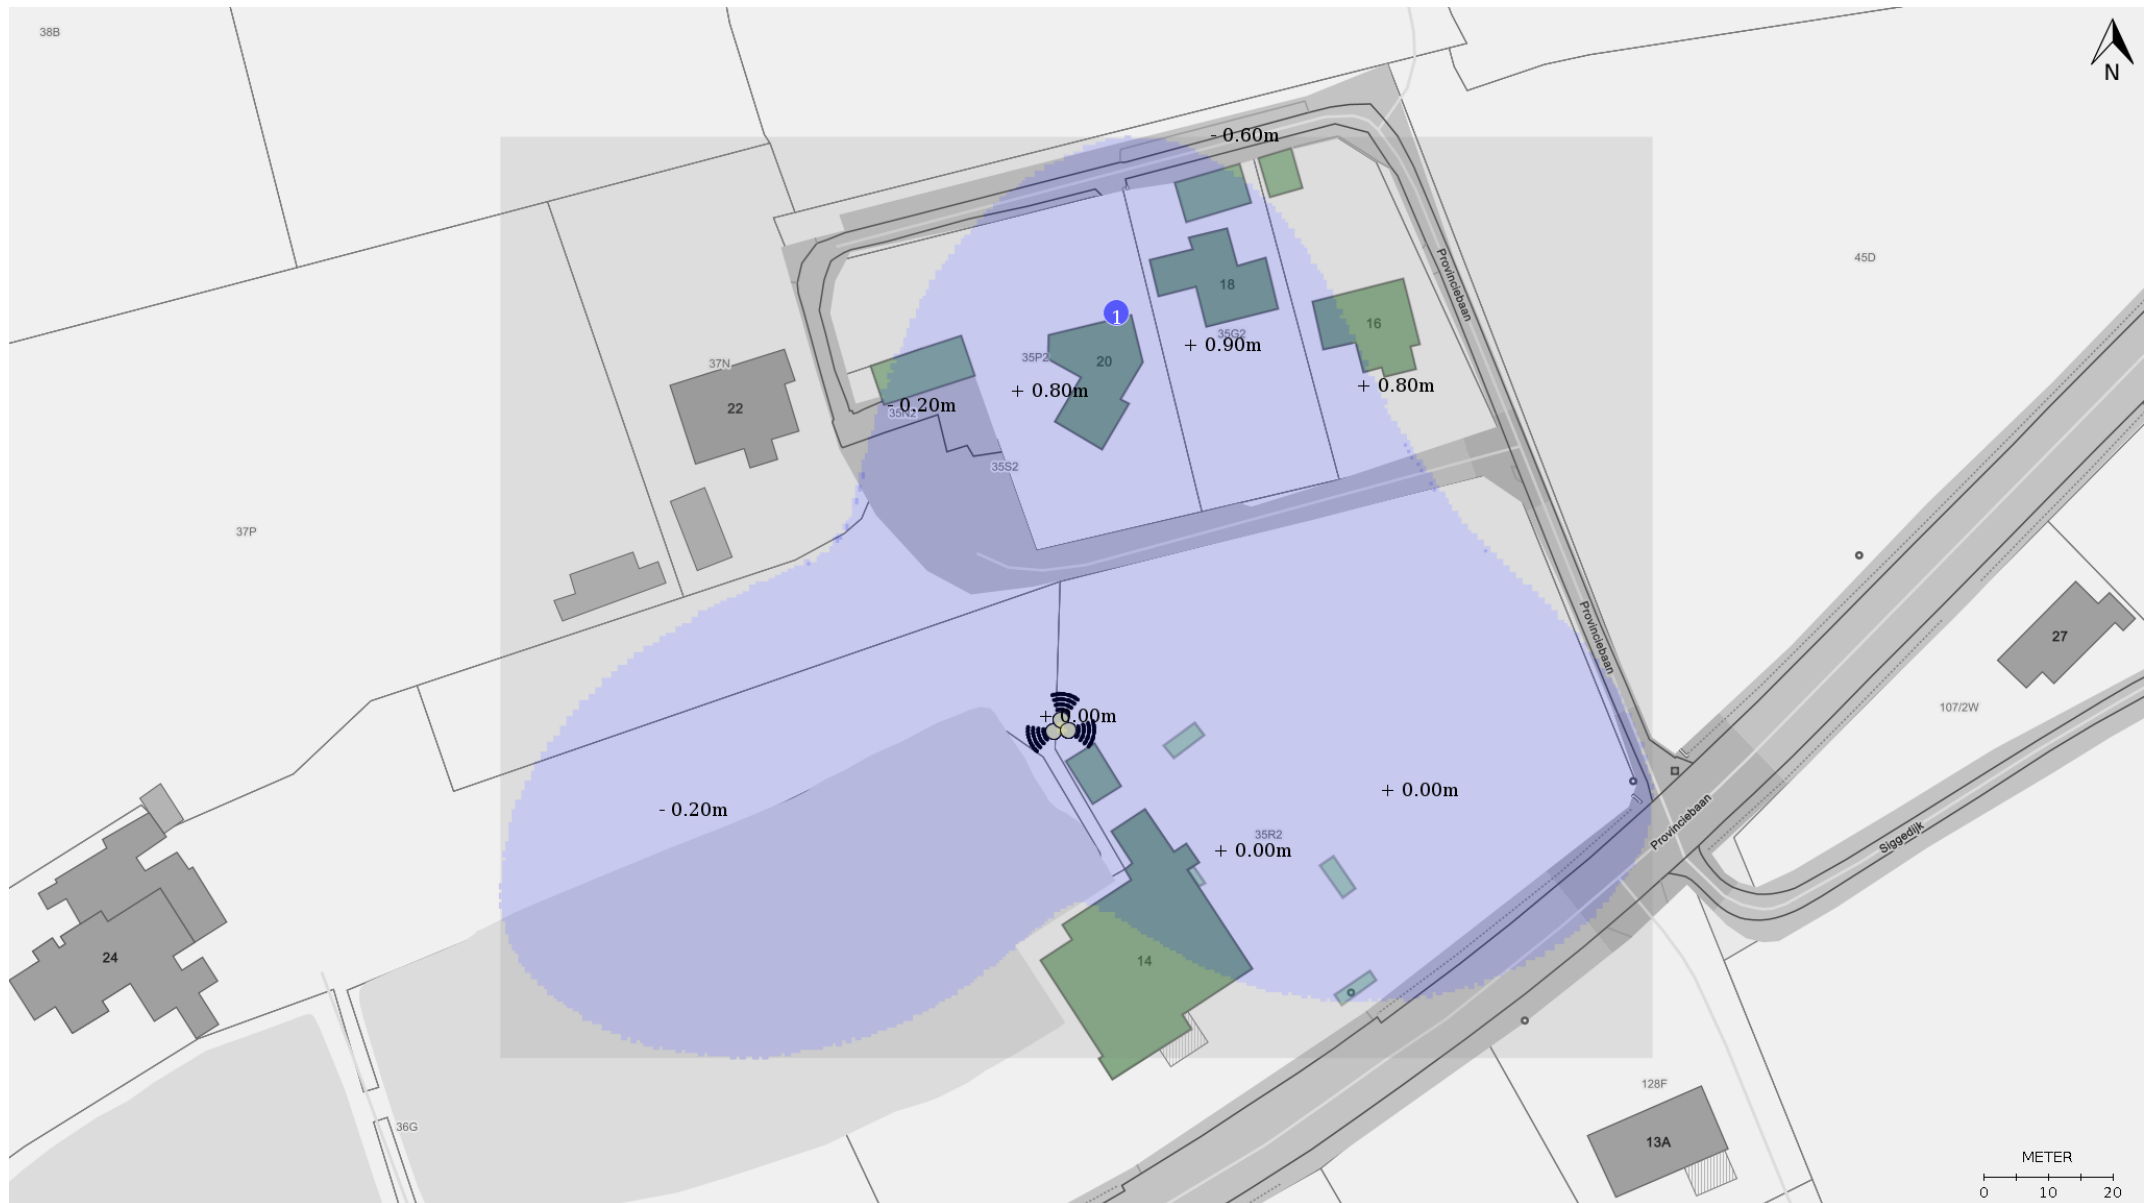 38B
N
- 0.60m
Provinciebaan
45D
18
1
35G2
+ 0.90m
16
+ 0.80m
35P2
20
+ 0.80m
37N
22
- 0.20m
35N2
35S2
37P
Provinciebaan
27
107/2W
+ 0.00m
- 0.20m
+ 0.00m
35R2
+ 0.00m
Provinciebaan
Siggedijk
24
14
128F
13A
36G
METER
0 10 20